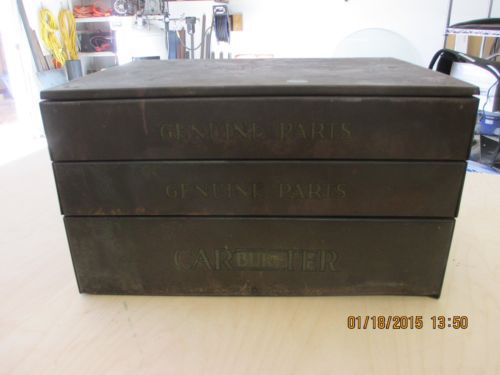 GENUINE PARTS
GENUINE PARTS
CARBURETER
01/18/2015 13:50